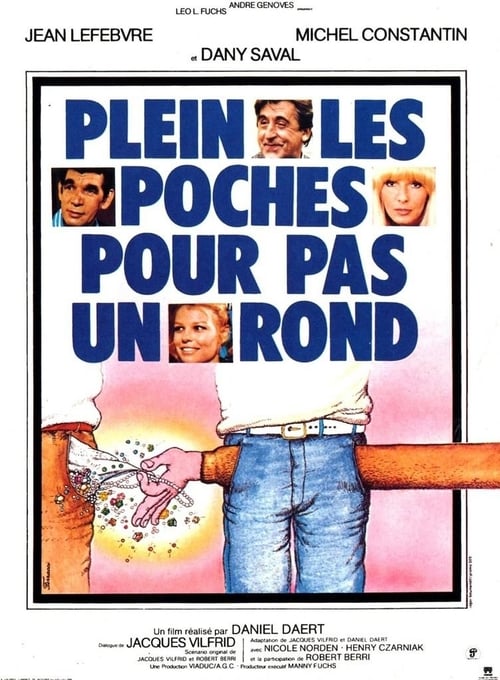 LEO L. FUCHS ANDRE GENOVES
JEAN LEFEBVRE MICHEL CONSTANTIN
et DANY SAVAL
PLEIN LES
POCHES
POUR PAS
UN ROND
Un film réalisé par DANIEL DAERT
Dialogue de JACQUES VILFRID Adaptation de JACQUES VILFRID et DANIEL DAERT
Scénario original de avec NICOLE NORDEN - HENRY CZARNIAK
JACQUES VILFRID et ROBERT BERRI et la participation de ROBERT BERRI
Une Production VIADUC/A.G.C. - Producteur exécutif MANNY FUCHS